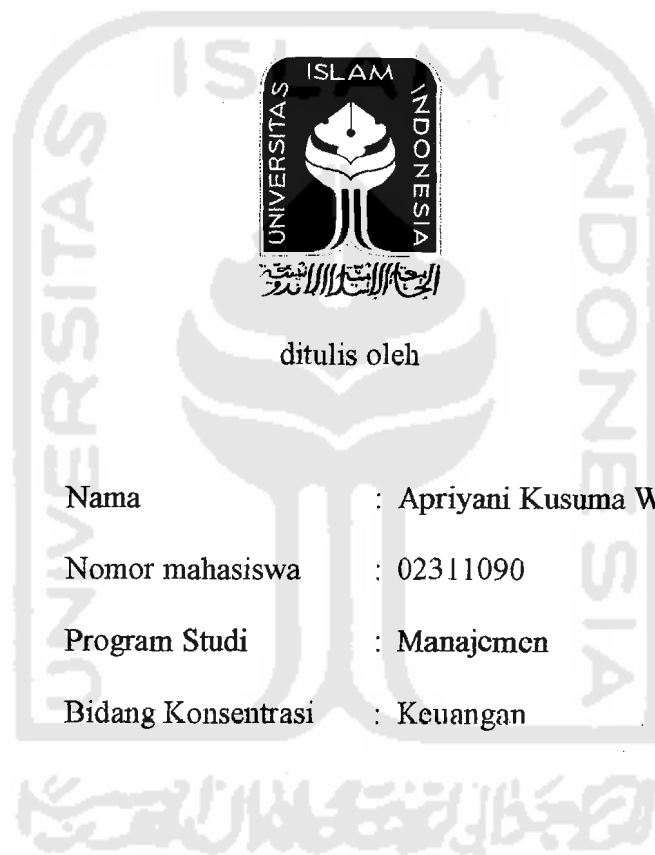 ISLAM
UNIVERSITAS
INDONESIA
ditulis oleh
Nama : Apriyani Kusuma W
Nomor mahasiswa : 02311090
Program Studi : Manajemen
Bidang Konsentrasi : Keuangan